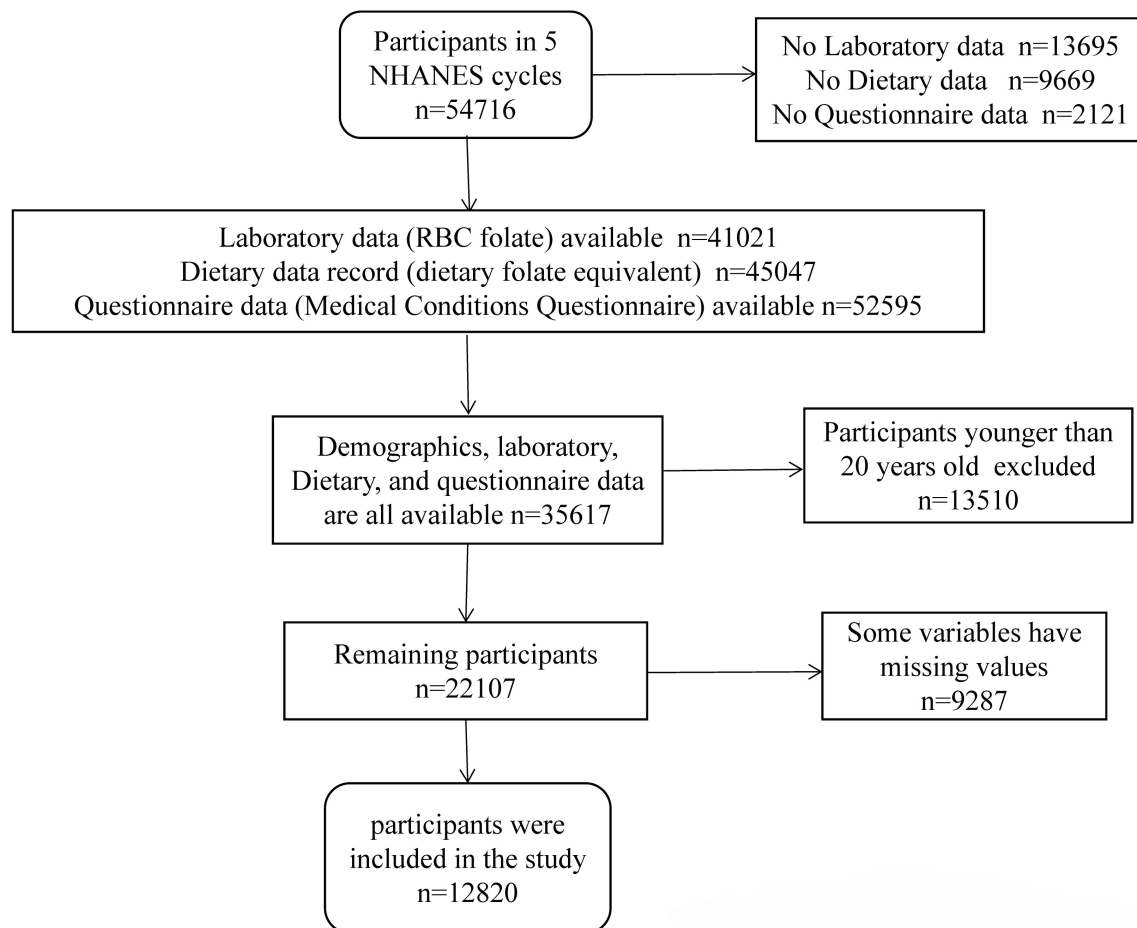 Participants in 5
NHANES cycles
n=54716
No Laboratory data n=13695
No Dietary data n=9669
No Questionnaire data n=2121
Laboratory data (RBC folate) available n=41021
Dietary data record (dietary folate equivalent) n=45047
Questionnaire data (Medical Conditions Questionnaire) available n=52595
Demographics, laboratory,
Dietary, and questionnaire data
are all available n=35617
Participants younger than
20 years old excluded
n=13510
Remaining participants
n=22107
Some variables have
missing values
n=9287
participants were
included in the study
n=12820